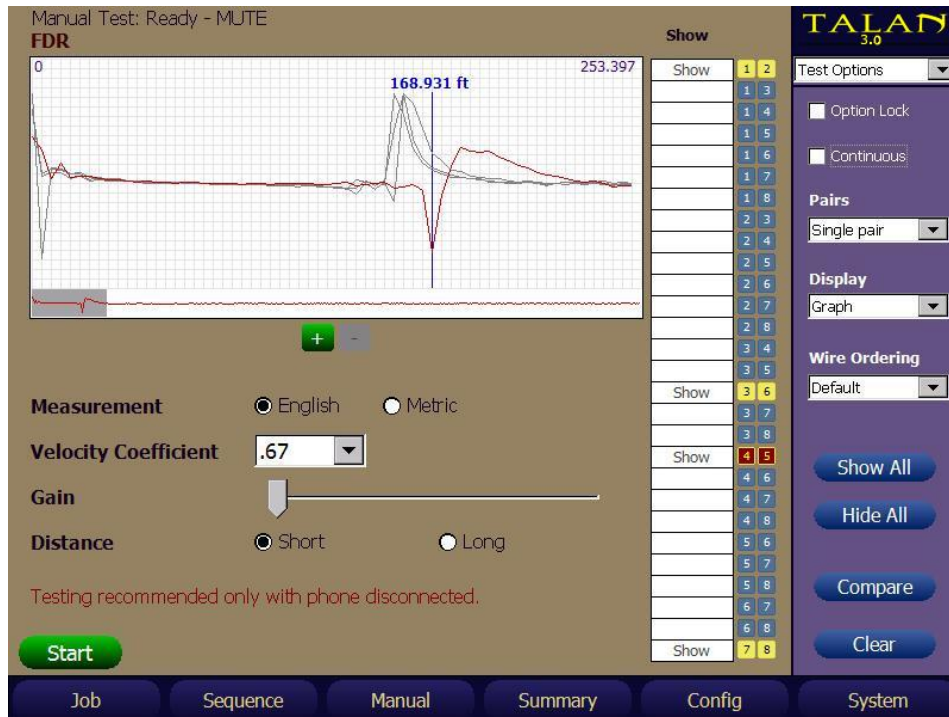 Manual Test: Ready - MUTE
FDR
Show
TALAN
3.0
0
168.931 ft
253.397
Test Options
Option Lock
Continuous
Pairs
Single pair
Display
Graph
Wire Ordering
Default
Show All
Hide All
Compare
Clear
Show 1 2
1 3
1 4
1 5
1 6
1 7
1 8
2 3
2 4
2 5
2 6
2 7
2 8
3 4
3 5
Show 3 6
3 7
3 8
Show 4 5
4 6
4 7
4 8
5 6
5 7
5 8
6 7
6 8
Show 7 8
+ -
Measurement English Metric
Velocity Coefficient .67
Gain
Distance Short Long
Testing recommended only with phone disconnected.
Start
Job Sequence Manual Summary Config System